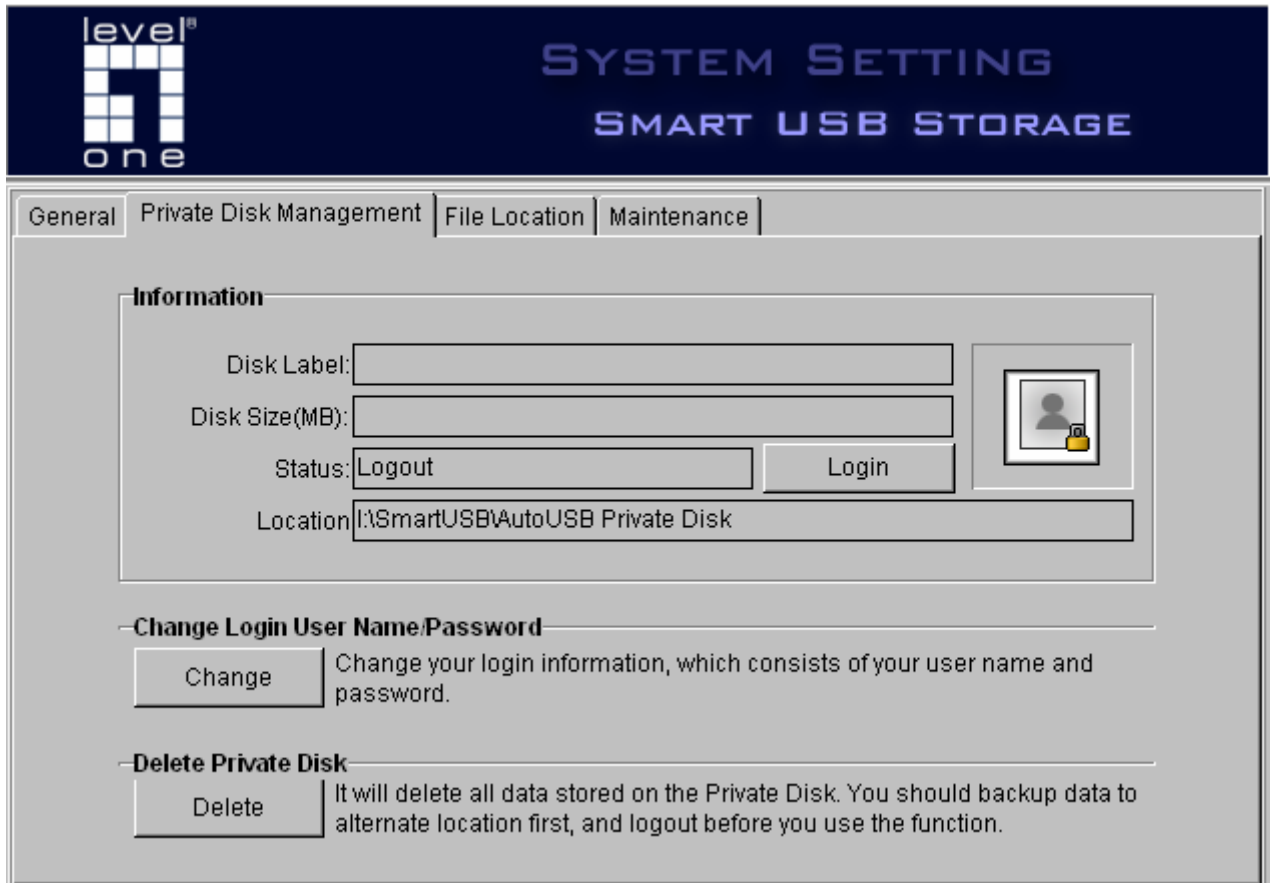 level®
one
SYSTEM SETTING
SMART USB STORAGE
General Private Disk Management File Location Maintenance
Information
Disk Label:
Disk Size(MB):
Status: Logout Login
Location I:\SmartUSB\AutoUSB Private Disk
Change Login User Name/Password
Change
Change your login information, which consists of your user name and
password.
Delete Private Disk
Delete
It will delete all data stored on the Private Disk. You should backup data to
alternate location first, and logout before you use the function.